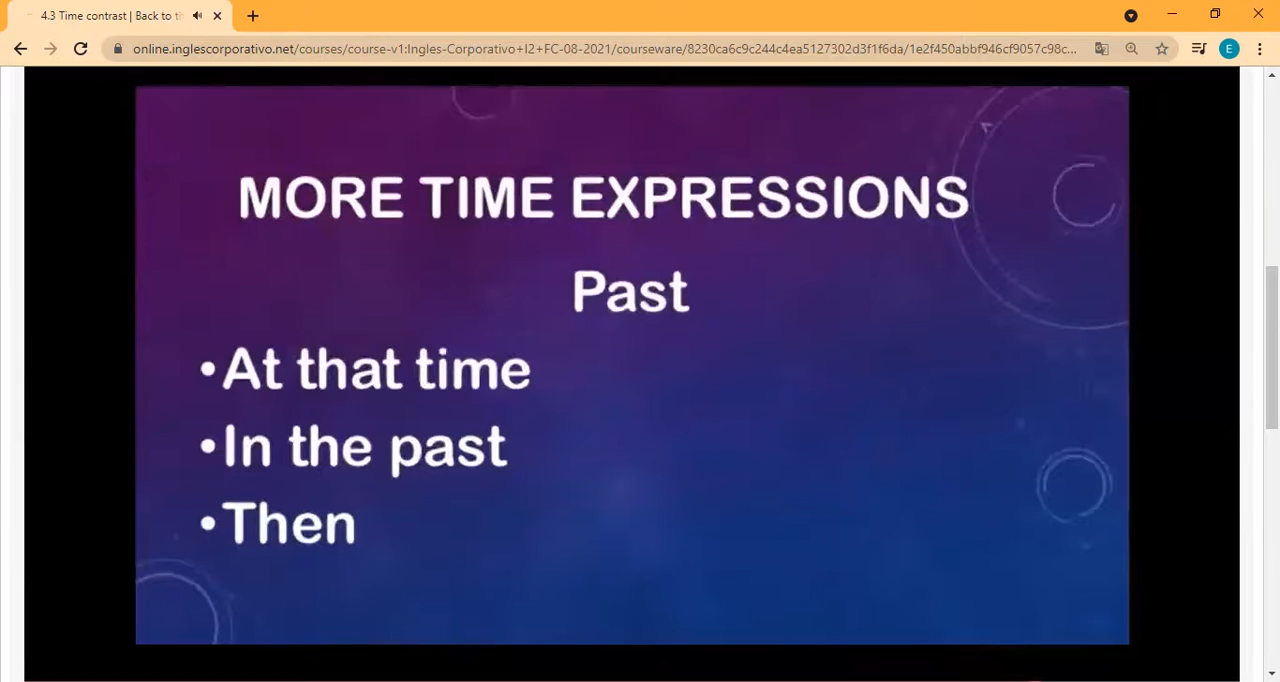 4.3 Time contrast | Back to th
online.inglescorporativo.net/courses/course-v1:Ingles-Corporativo+I2+FC-08-2021/courseware/8230ca6c9c244c4ea5127302d3f1f6da/1e2f450abbf946cf9057c98c...
E
MORE TIME EXPRESSIONS
Past
•At that time
•In the past
•Then